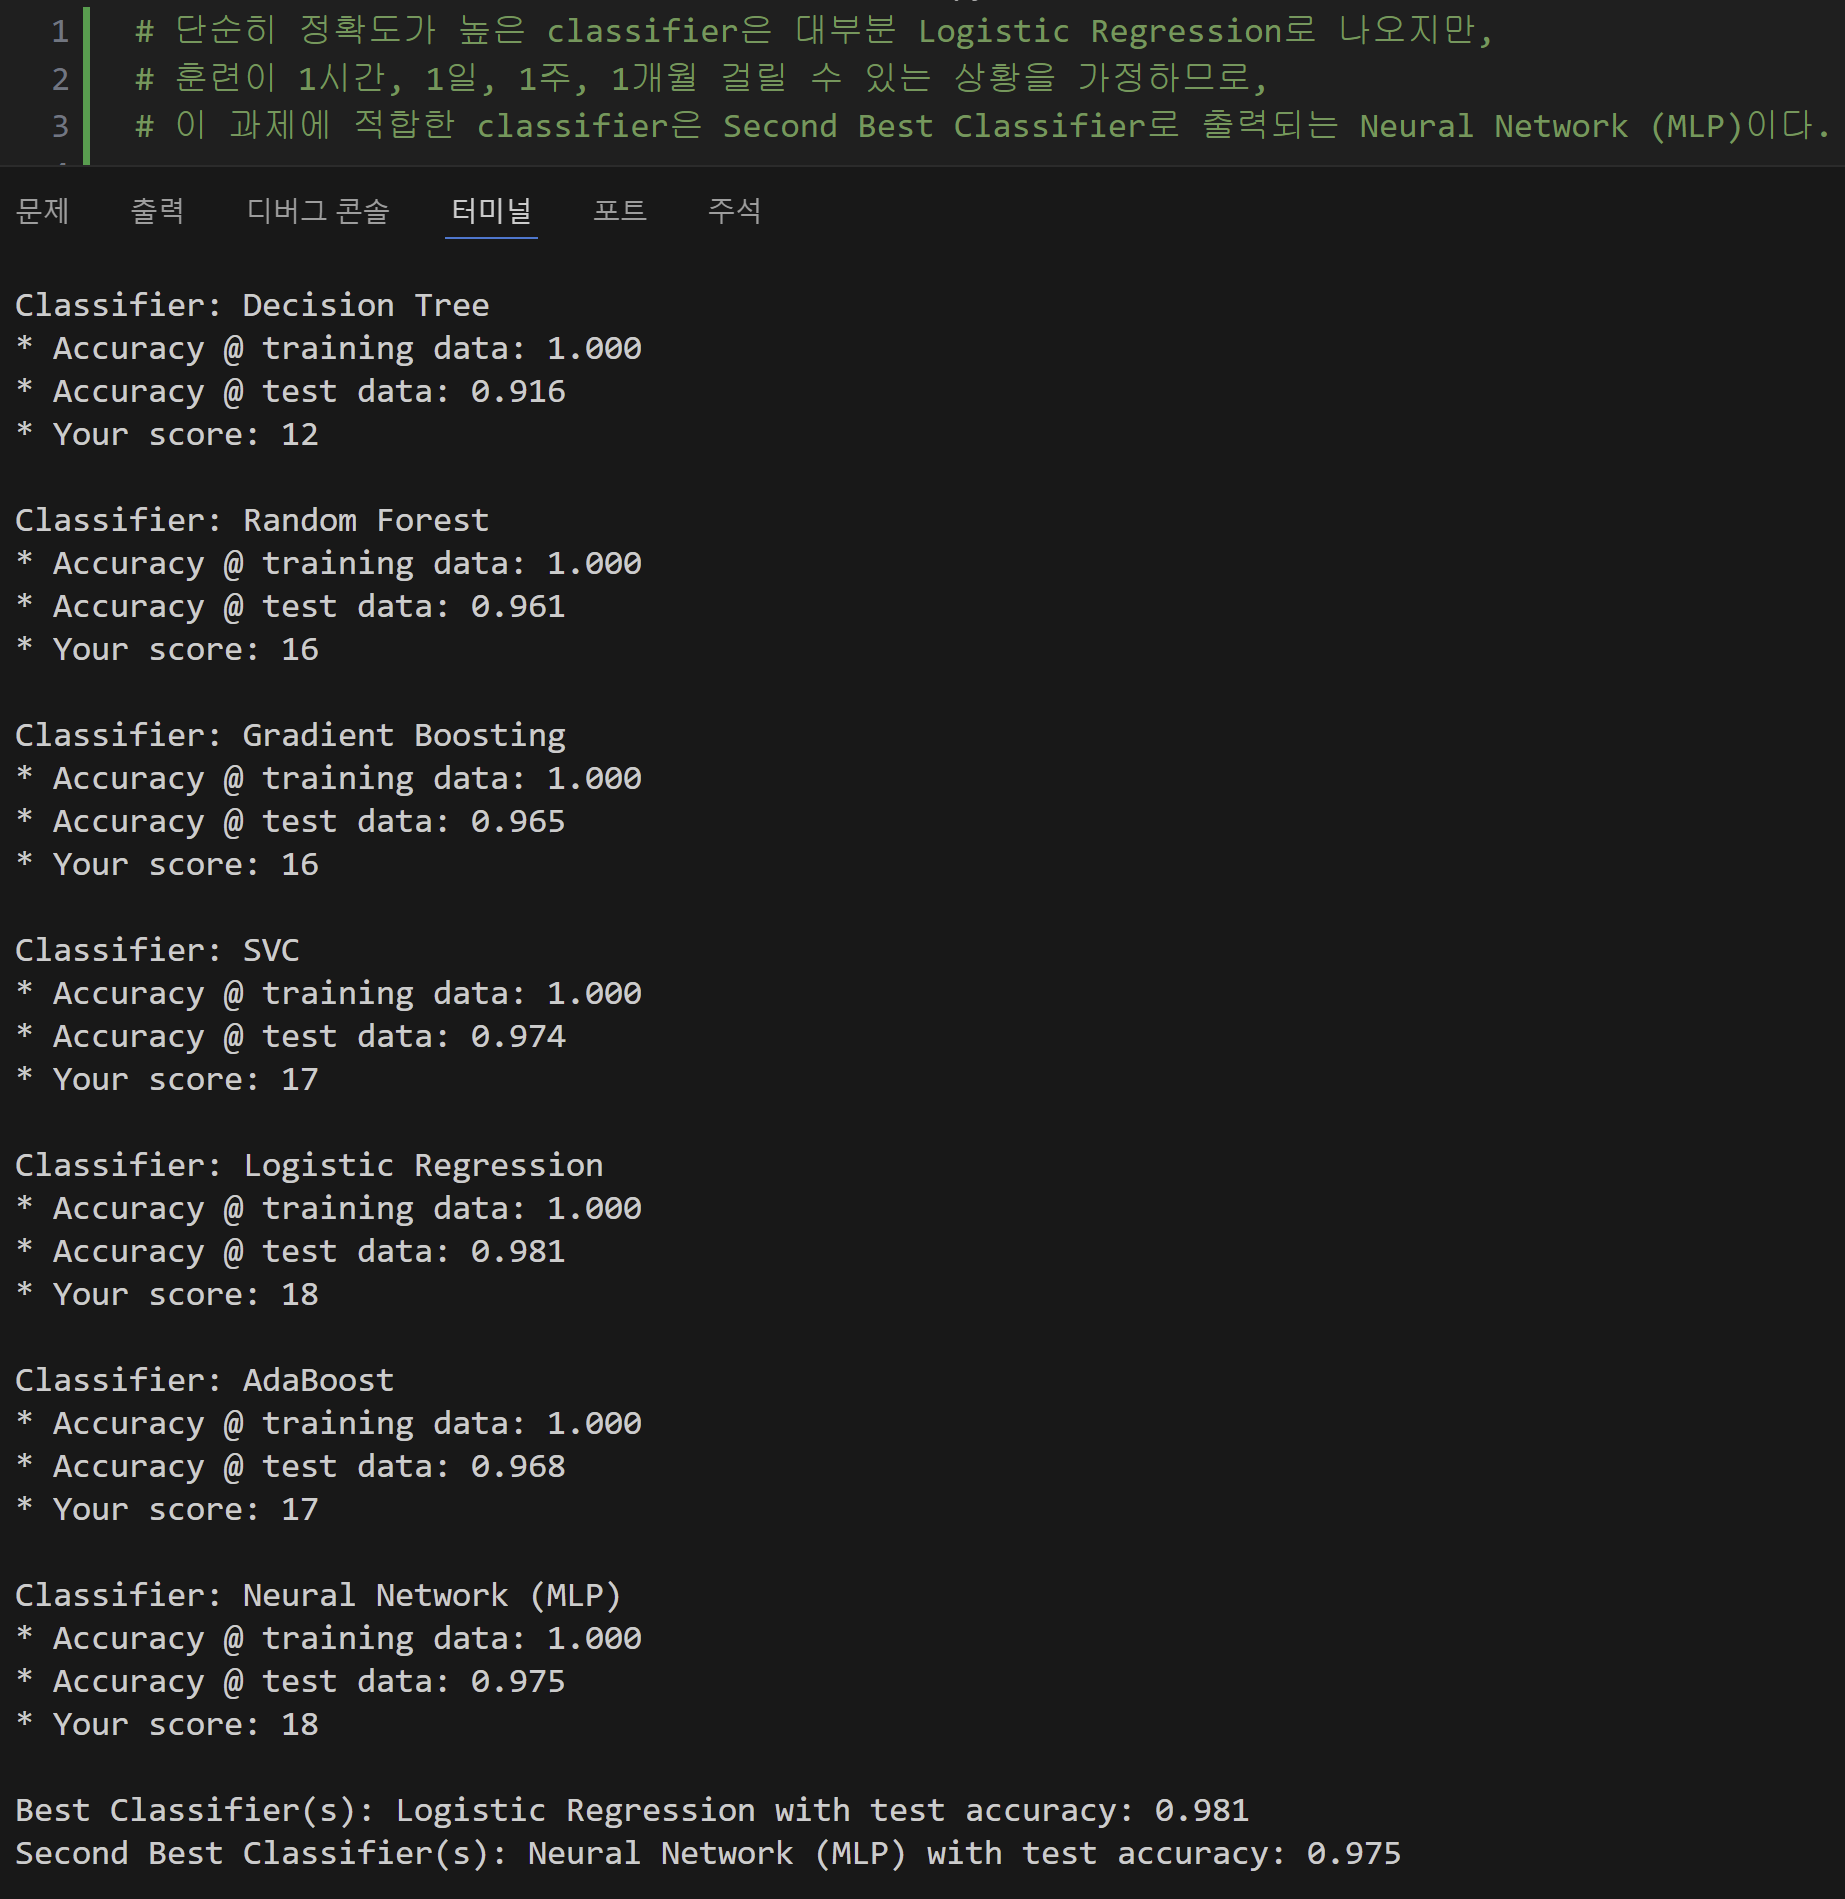 1 # 단순히 정확도가 높은 classifier은 대부분 Logistic Regression로 나오지만,
2 # 훈련이 1시간, 1일, 1주, 1개월 걸릴 수 있는 상황을 가정하므로,
3 # 이 과제에 적합한 classifier은 Second Best Classifier로 출력되는 Neural Network (MLP)이다.
문제 출력 디버그 콘솔 터미널 포트 주석
Classifier: Decision Tree
* Accuracy @ training data: 1.000
* Accuracy @ test data: 0.916
* Your score: 12
Classifier: Random Forest
* Accuracy @ training data: 1.000
* Accuracy @ test data: 0.961
* Your score: 16
Classifier: Gradient Boosting
* Accuracy @ training data: 1.000
* Accuracy @ test data: 0.965
* Your score: 16
Classifier: SVC
* Accuracy @ training data: 1.000
* Accuracy @ test data: 0.974
* Your score: 17
Classifier: Logistic Regression
* Accuracy @ training data: 1.000
* Accuracy @ test data: 0.981
* Your score: 18
Classifier: AdaBoost
* Accuracy @ training data: 1.000
* Accuracy @ test data: 0.968
* Your score: 17
Classifier: Neural Network (MLP)
* Accuracy @ training data: 1.000
* Accuracy @ test data: 0.975
* Your score: 18
Best Classifier(s): Logistic Regression with test accuracy: 0.981
Second Best Classifier(s): Neural Network (MLP) with test accuracy: 0.975